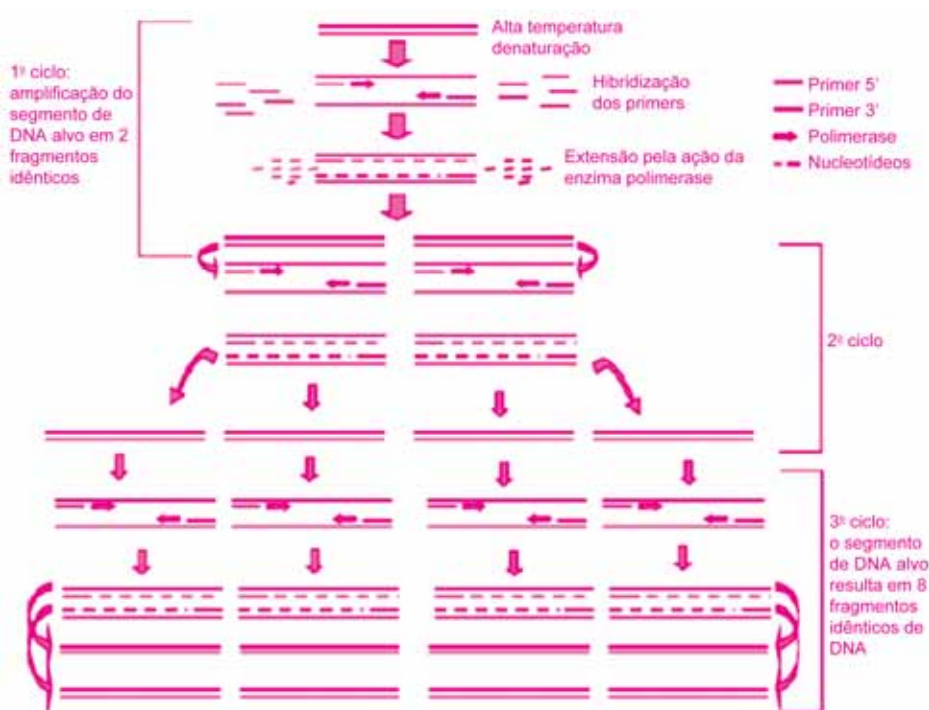 Alta temperatura
denaturação
1º ciclo:
amplificação do
segmento de
DNA alvo em 2
fragmentos
idênticos
Hibridização
dos primers
Primer 5'
Primer 3'
Polimerase
Nucleotídeos
Extensão pela ação da
enzima polimerase
2º ciclo
3º ciclo:
o segmento
de DNA alvo
resulta em 8
fragmentos
idênticos de
DNA